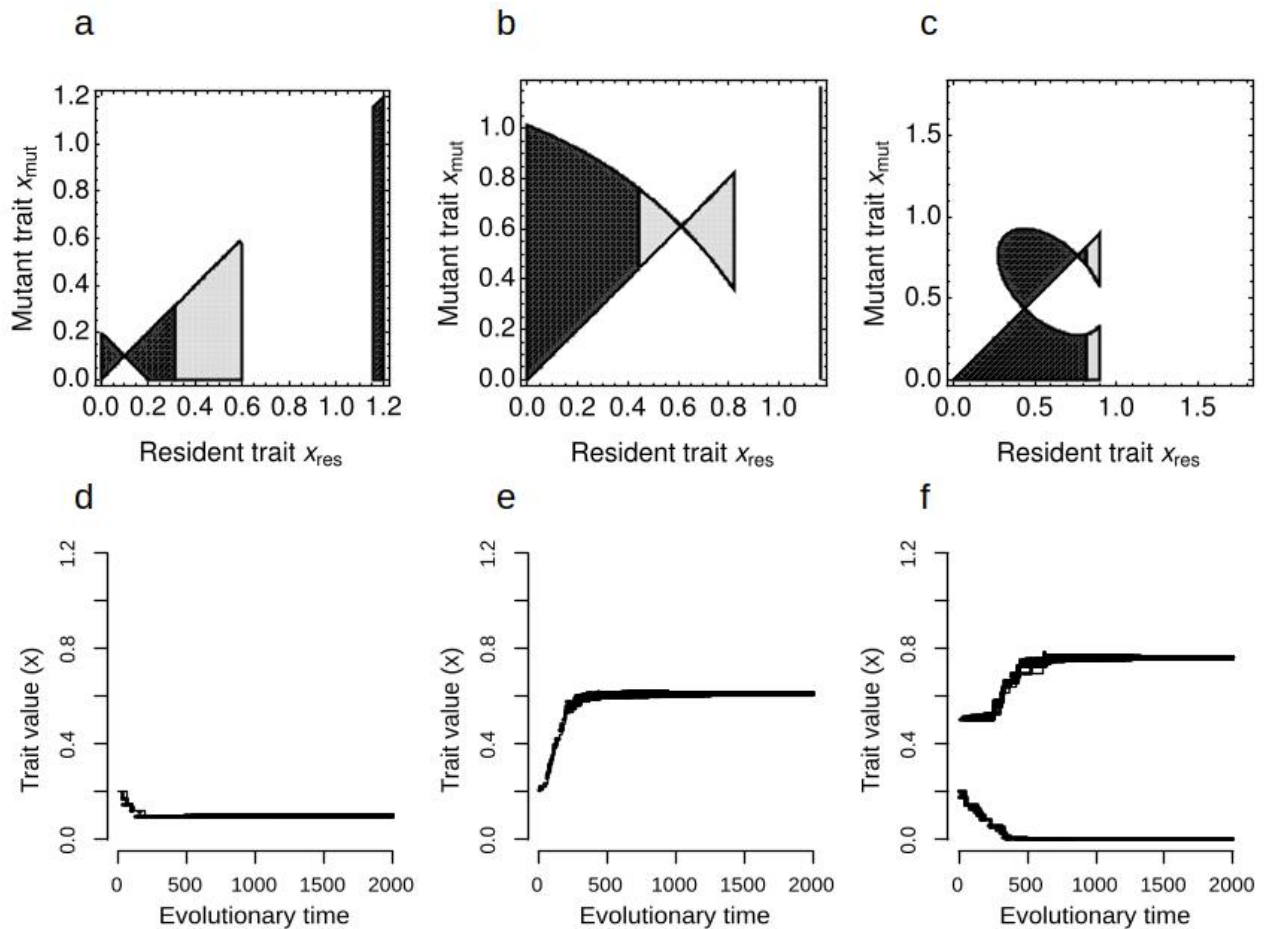 a
b
c
Mutant trait xmut
0.0
0.2
0.4
0.6
0.8
1.0
1.2
0.0 0.2 0.4 0.6 0.8 1.0 1.2
Resident trait xres
Mutant trait xmut
0.0
0.2
0.4
0.6
0.8
1.0
0.0 0.2 0.4 0.6 0.8 1.0
Resident trait xres
Mutant trait xmut
0.0
0.5
1.0
1.5
0.0 0.5 1.0 1.5
Resident trait xres
d
e
f
Trait value (x)
0.0
0.4
0.8
1.2
0 500 1000 1500 2000
Evolutionary time
Trait value (x)
0.0
0.4
0.8
1.2
0 500 1000 1500 2000
Evolutionary time
Trait value (x)
0.0
0.4
0.8
1.2
0 500 1000 1500 2000
Evolutionary time